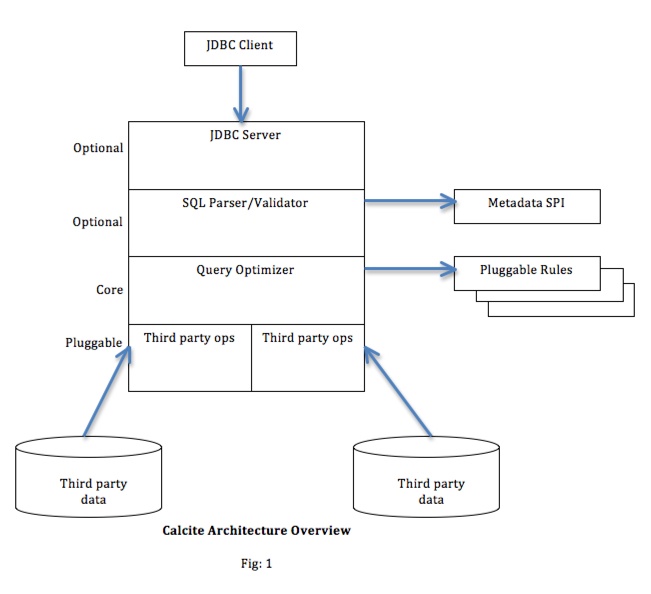 JDBC Client
JDBC Server
Optional
SQL Parser/Validator
Metadata SPI
Optional
Query Optimizer
Pluggable Rules
Core
Third party ops
Third party ops
Pluggable
Third party
data
Third party
data
Calcite Architecture Overview
Fig: 1